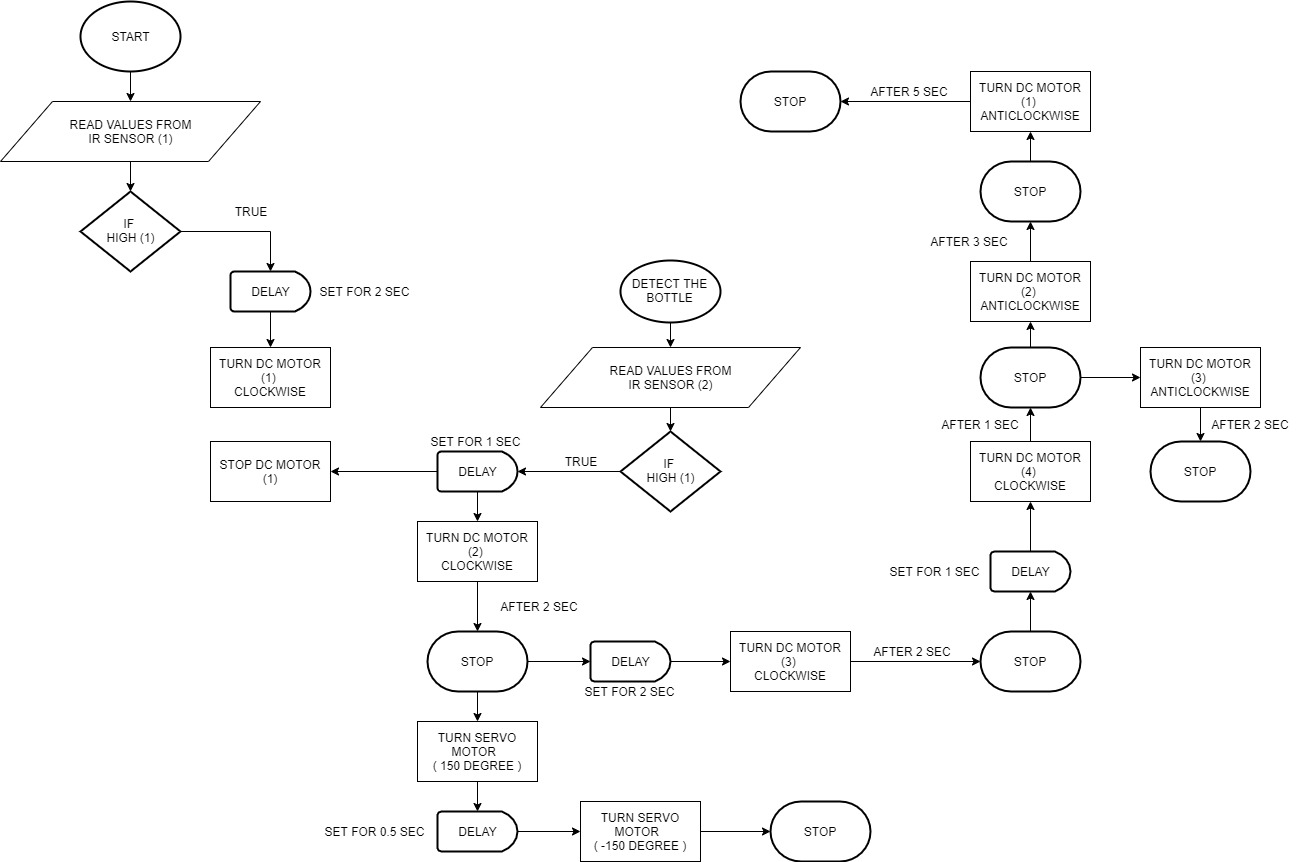 START
READ VALUES FROM
IR SENSOR (1)
IF
HIGH (1)
TRUE
DELAY
SET FOR 2 SEC
TURN DC MOTOR
(1)
CLOCKWISE
DETECT THE
BOTTLE
READ VALUES FROM
IR SENSOR (2)
IF
HIGH (1)
TRUE
SET FOR 1 SEC
DELAY
STOP DC MOTOR
(1)
TURN DC MOTOR
(2)
CLOCKWISE
AFTER 2 SEC
STOP
TURN SERVO
MOTOR
( 150 DEGREE )
SET FOR 0.5 SEC
DELAY
TURN SERVO
MOTOR
( -150 DEGREE )
STOP
DELAY
SET FOR 2 SEC
TURN DC MOTOR
(3)
CLOCKWISE
AFTER 2 SEC
STOP
SET FOR 1 SEC
DELAY
TURN DC MOTOR
(4)
CLOCKWISE
AFTER 1 SEC
STOP
TURN DC MOTOR
(3)
ANTICLOCKWISE
AFTER 2 SEC
STOP
TURN DC MOTOR
(2)
ANTICLOCKWISE
AFTER 3 SEC
STOP
TURN DC MOTOR
(1)
ANTICLOCKWISE
AFTER 5 SEC
STOP